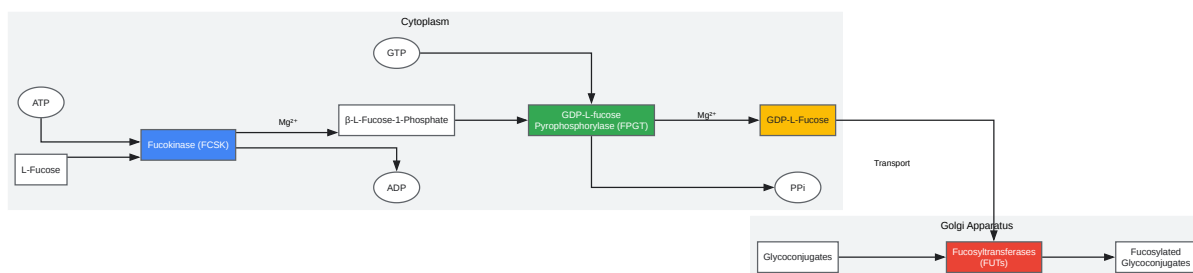 Cytoplasm
GTP
ATP
Mg²⁺
β-L-Fucose-1-Phosphate
GDP-L-fucose
Pyrophosphorylase (FPGT)
Mg²⁺
GDP-L-Fucose
Fucokinase (FCSK)
L-Fucose
ADP
PPi
Transport
Golgi Apparatus
Glycoconjugates
Fucosyltransferases
(FUTs)
Fucosylated
Glycoconjugates